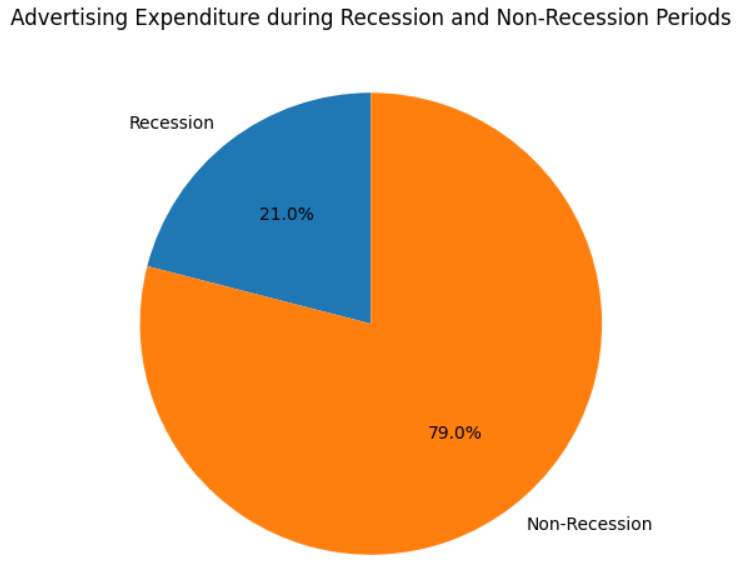 Advertising Expenditure during Recession and Non-Recession Periods
Recession
21.0%
79.0%
Non-Recession